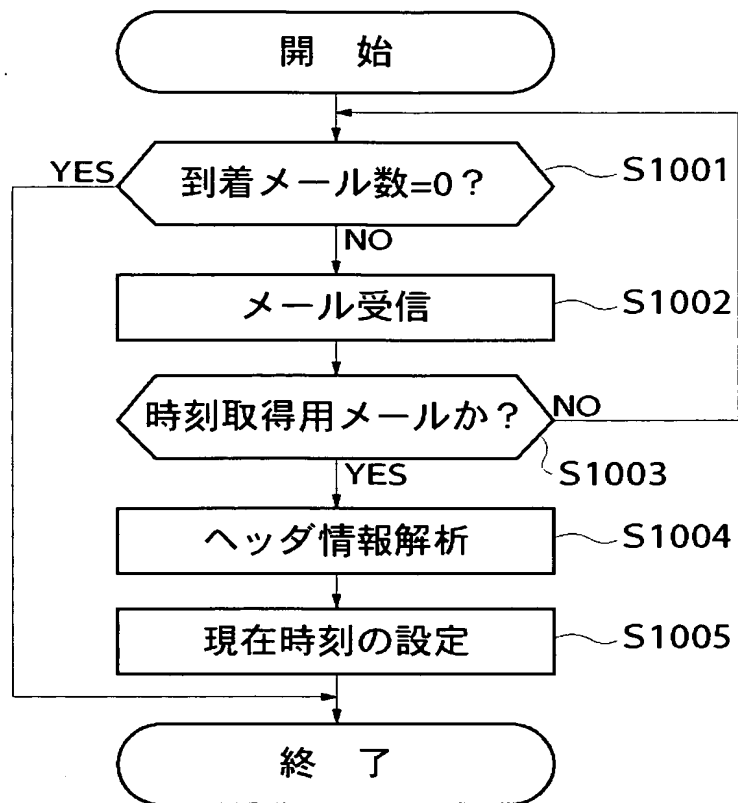 開 始
YES 到着メール数=0? S1001
NO
メール受信 S1002
時刻取得用メールか? NO
YES S1003
ヘッダ情報解析 S1004
現在時刻の設定 S1005
終 了